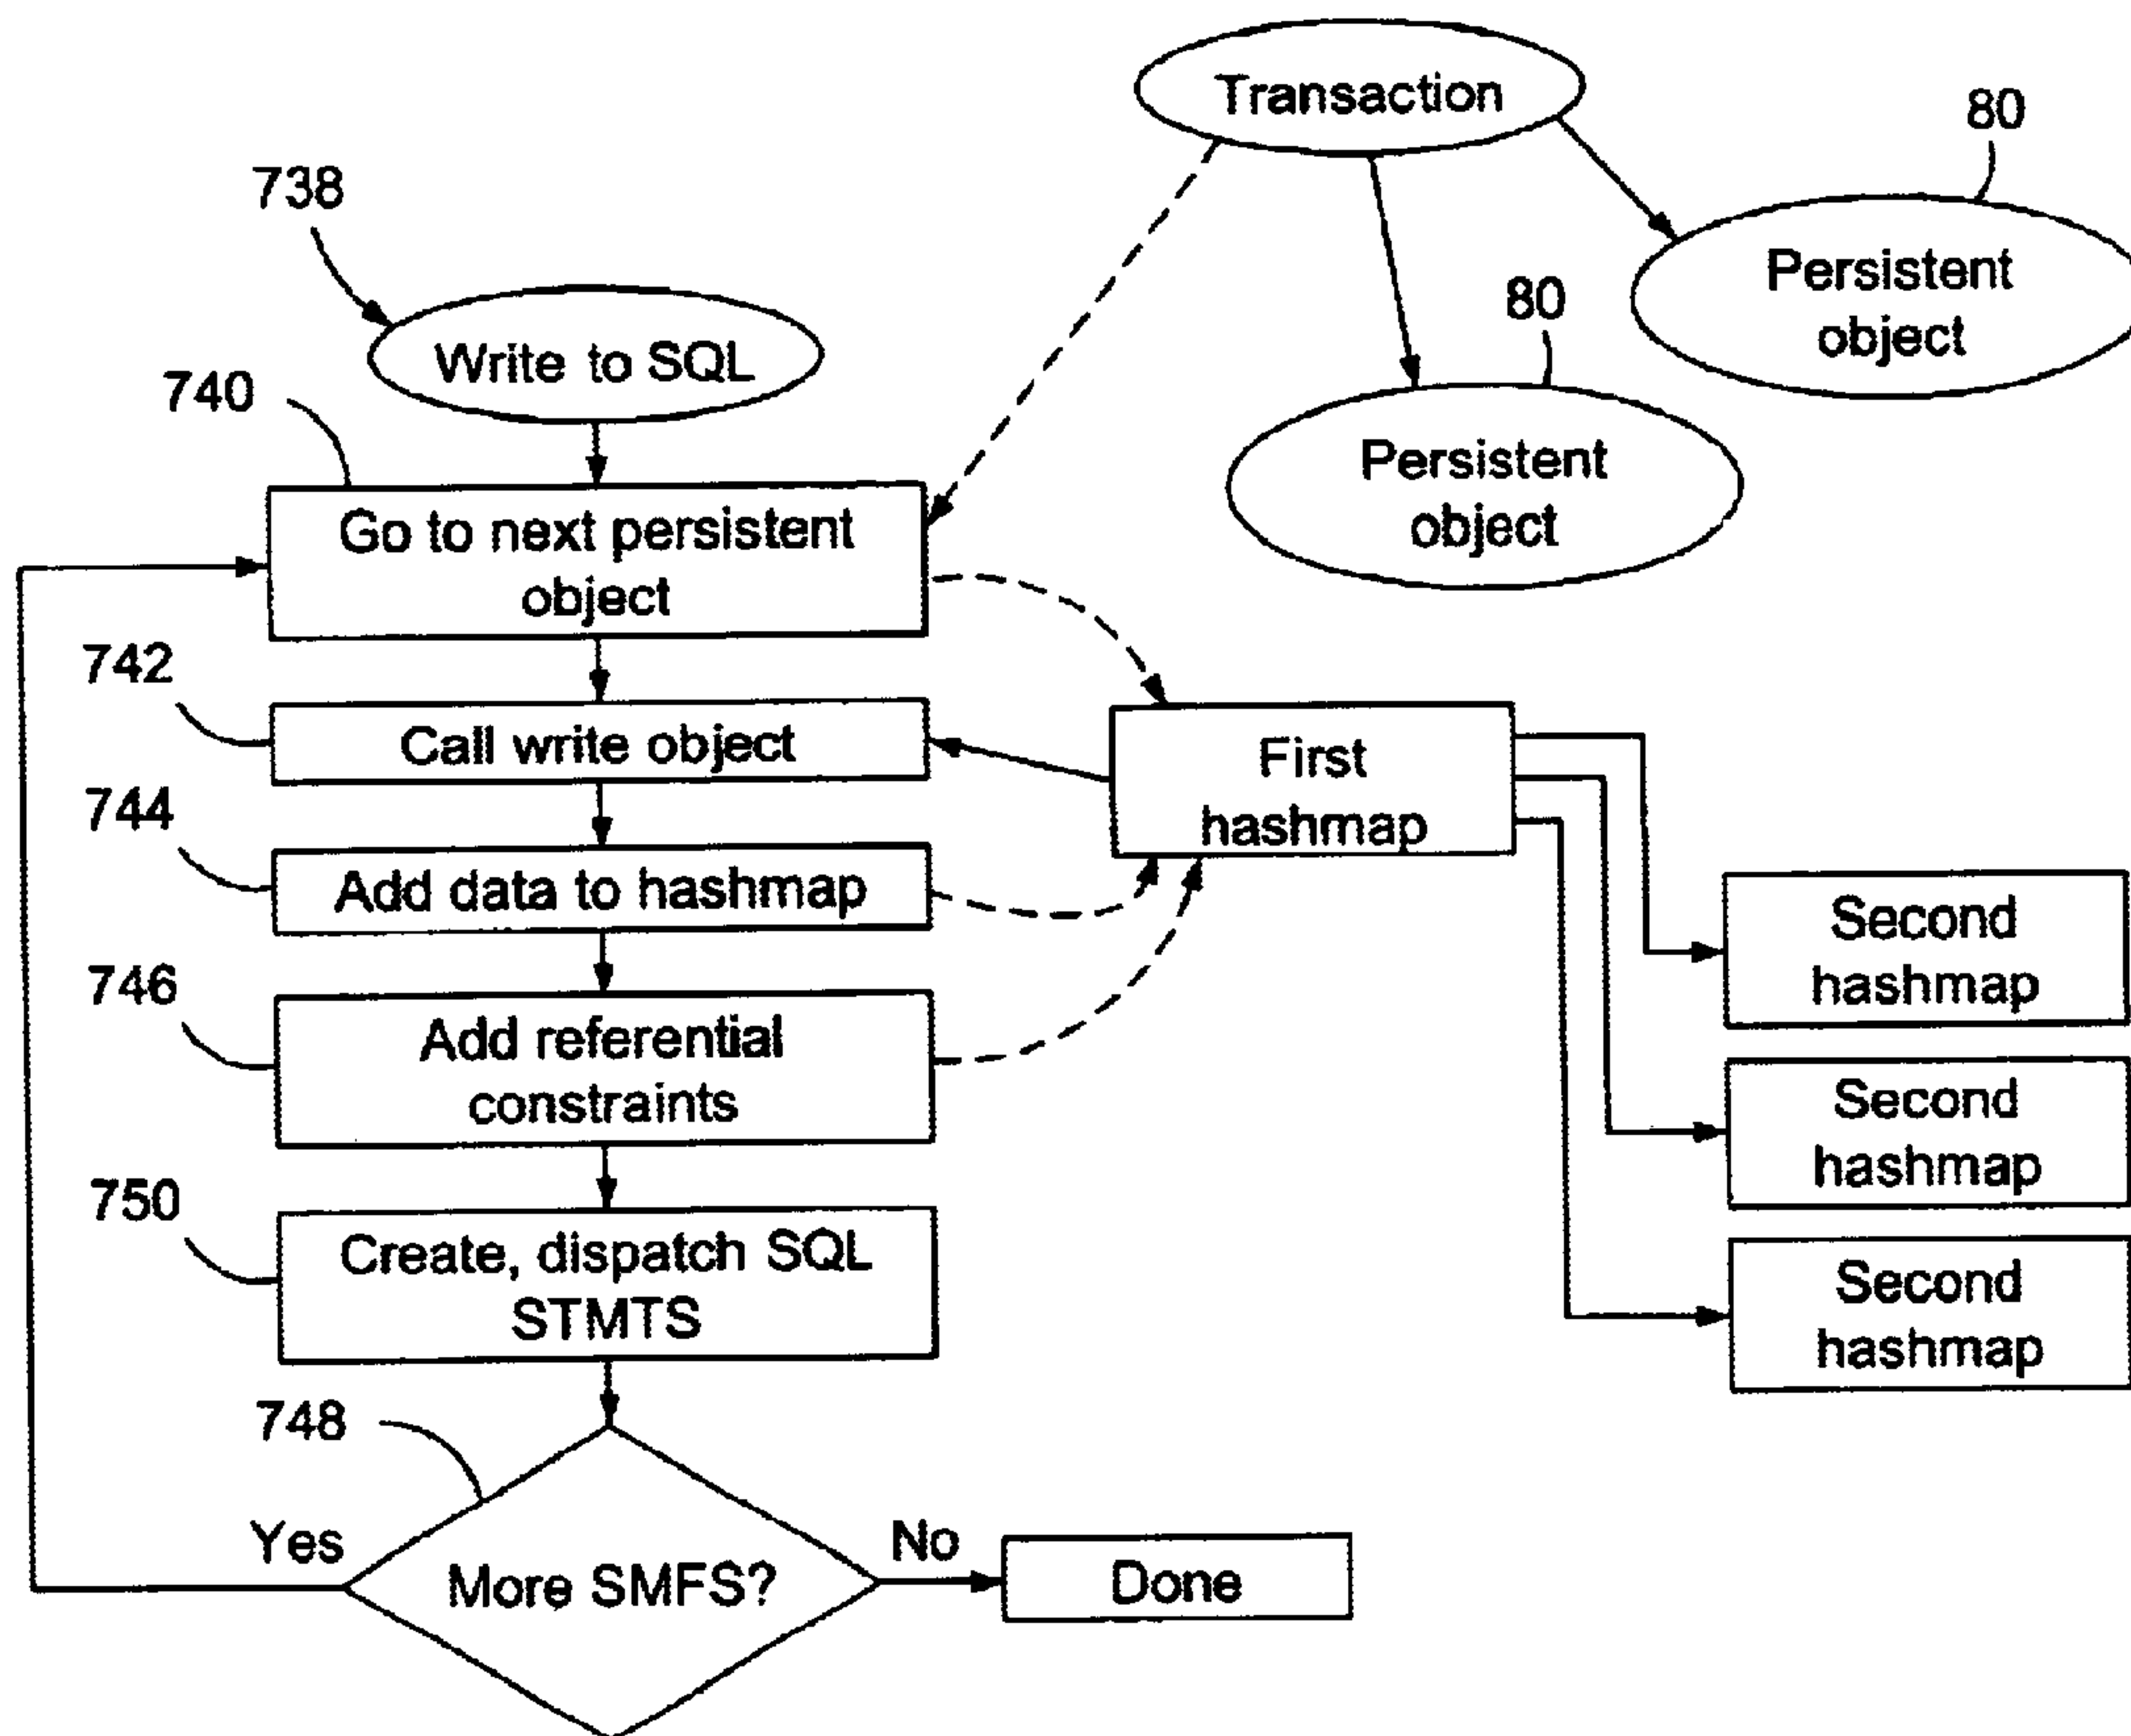 Transaction
80
738
Persistent
object
80
Write to SQL
740
Persistent
object
Go to next persistent
object
742
Call write object
First
hashmap
744
Add data to hashmap
Second
hashmap
746
Add referential
constraints
Second
hashmap
750
Create, dispatch SQL
STMTS
Second
hashmap
748
Yes
More SMFS?
No
Done